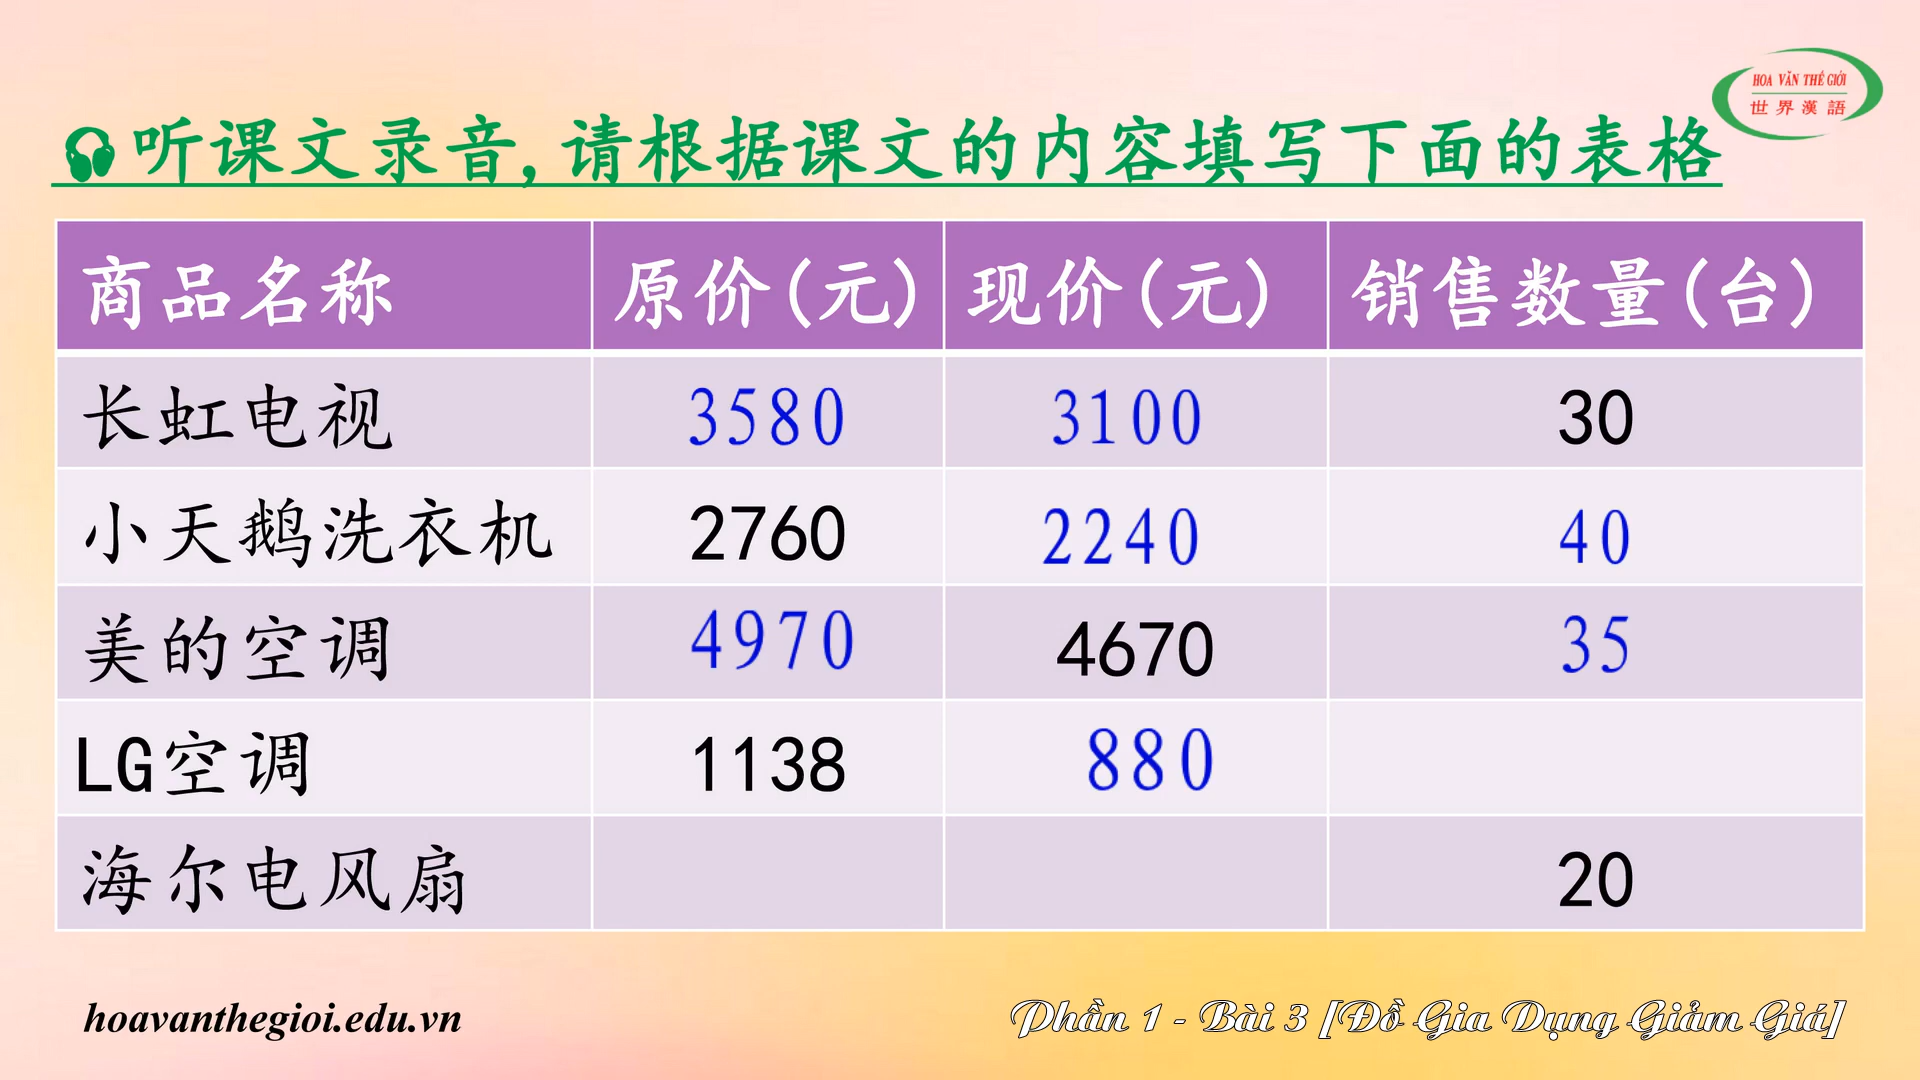 HOA VĂN THẾ GIỚI
世界漢語
听课文录音,请根据课文的内容填写下面的表格
商品名称 原价(元) 现价(元) 销售数量(台)
长虹电视 3580 3100 30
小天鹅洗衣机 2760 2240 40
美的空调 4970 4670 35
LG空调 1138 880
海尔电风扇 20
hoavanthegioi.edu.vn
Phần 1 - Bài 3 [Đồ Gia Dụng Giảm Giá]